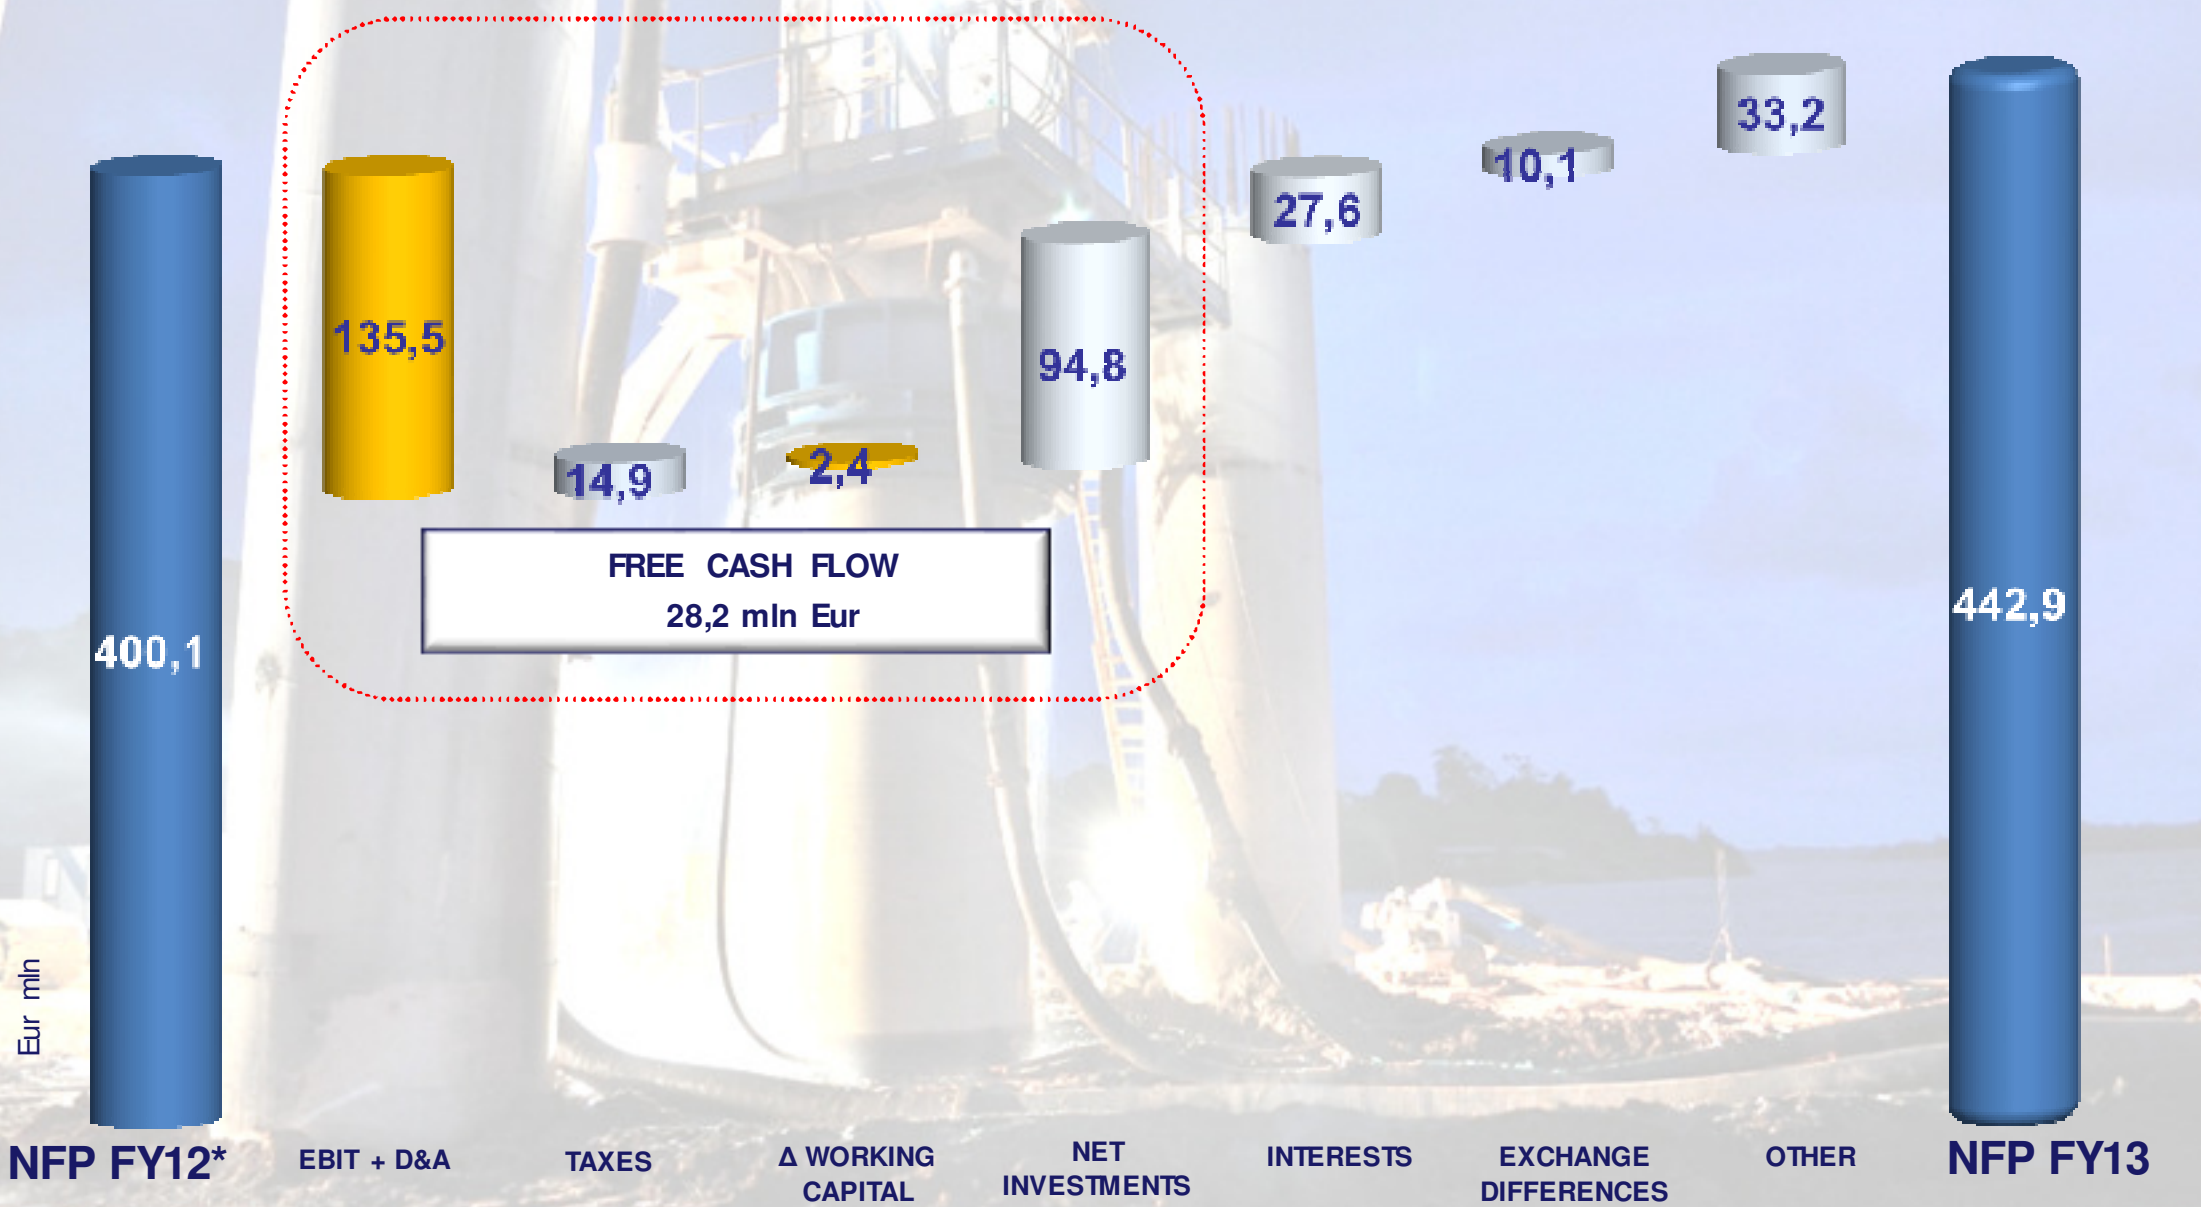 33,2
10,1
27,6
135,5
94,8
14,9
2,4
FREE CASH FLOW
28,2 mln Eur
400,1
442,9
Eur mln
NFP FY12*
EBIT + D&A
TAXES
Δ WORKING
CAPITAL
NET
INVESTMENTS
INTERESTS
EXCHANGE
DIFFERENCES
OTHER
NFP FY13